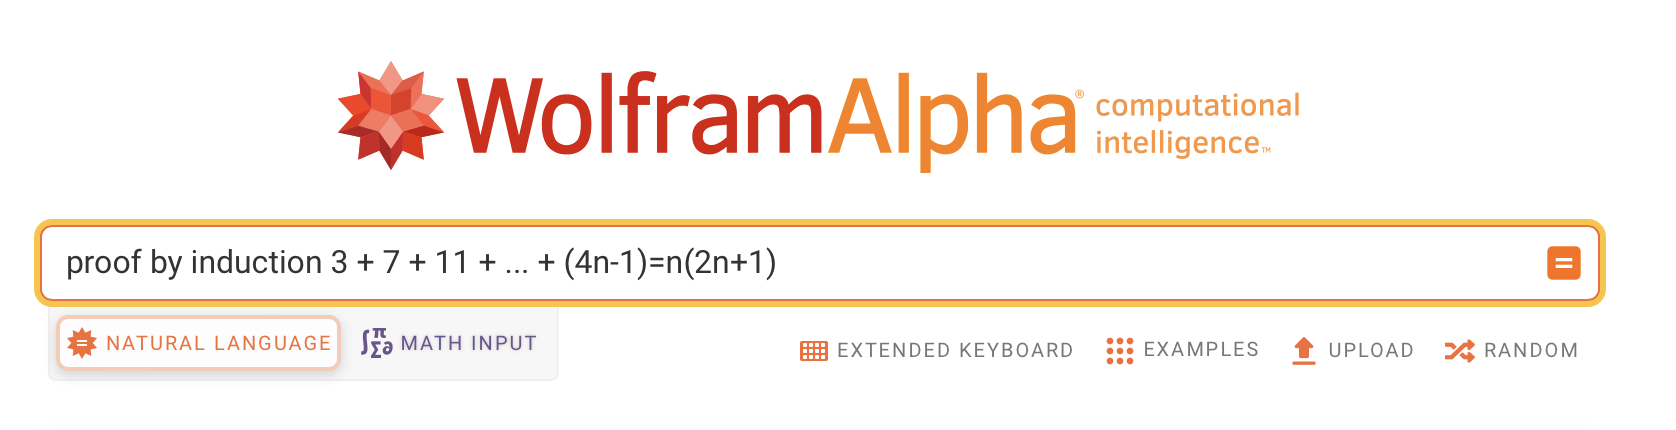 WolframAlpha® computational
intelligence™
proof by induction 3 + 7 + 11 + ... + (4n-1)=n(2n+1)
NATURAL LANGUAGE MATH INPUT EXTENDED KEYBOARD EXAMPLES UPLOAD RANDOM